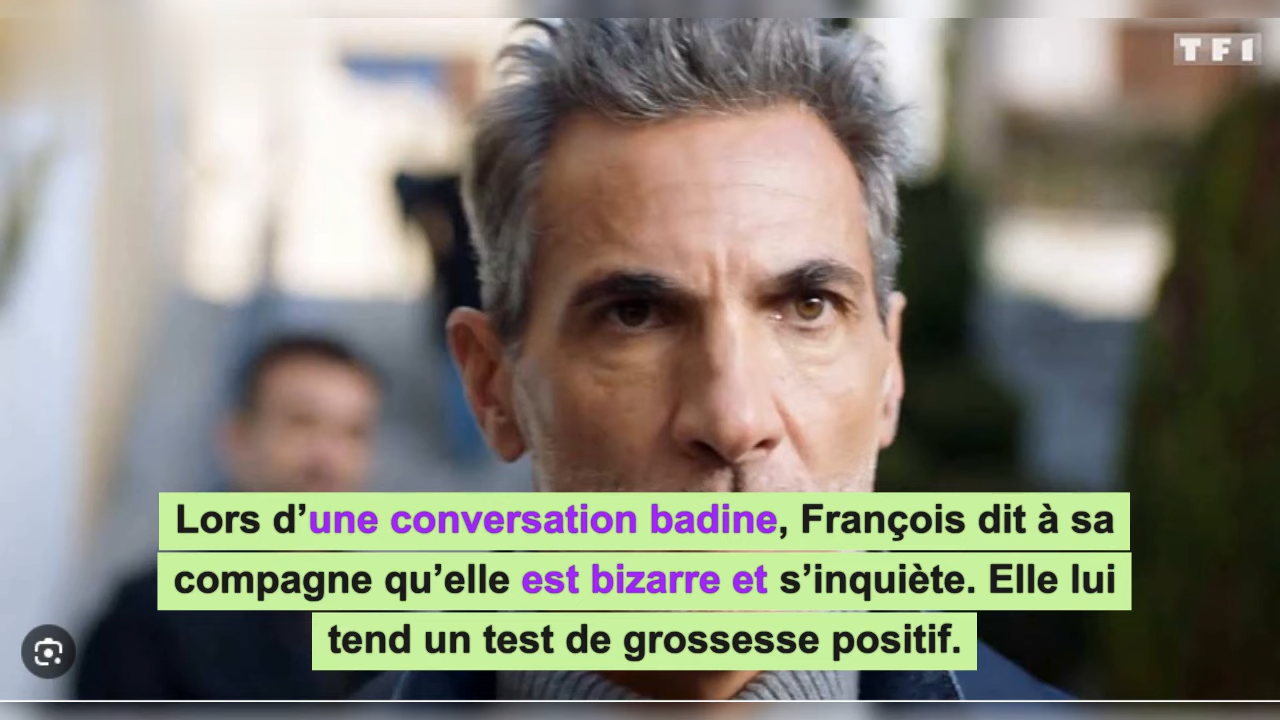 TF1
Lors d’une conversation badine, François dit à sa
compagne qu’elle est bizarre et s’inquiète. Elle lui
tend un test de grossesse positif.